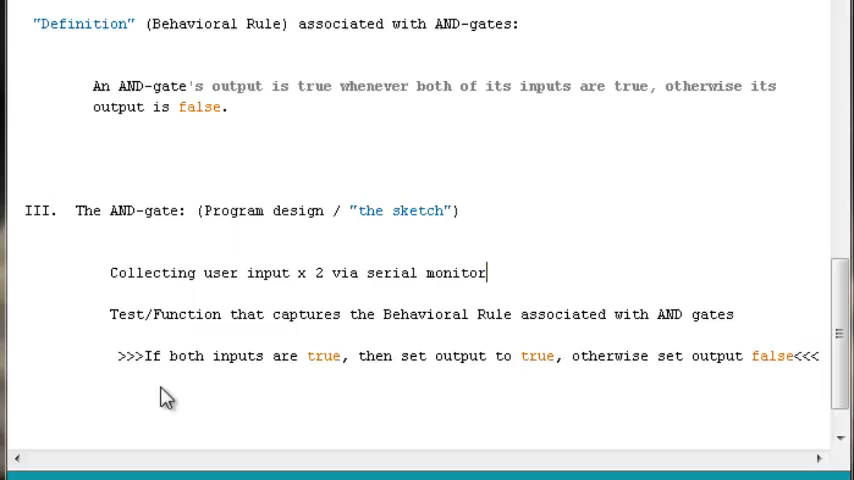 "Definition" (Behavioral Rule) associated with AND-gates:
An AND-gate's output is true whenever both of its inputs are true, otherwise its
output is false.
III. The AND-gate: (Program design / "the sketch")
Collecting user input x 2 via serial monitor
Test/Function that captures the Behavioral Rule associated with AND gates
>>>If both inputs are true, then set output to true, otherwise set output false<<<